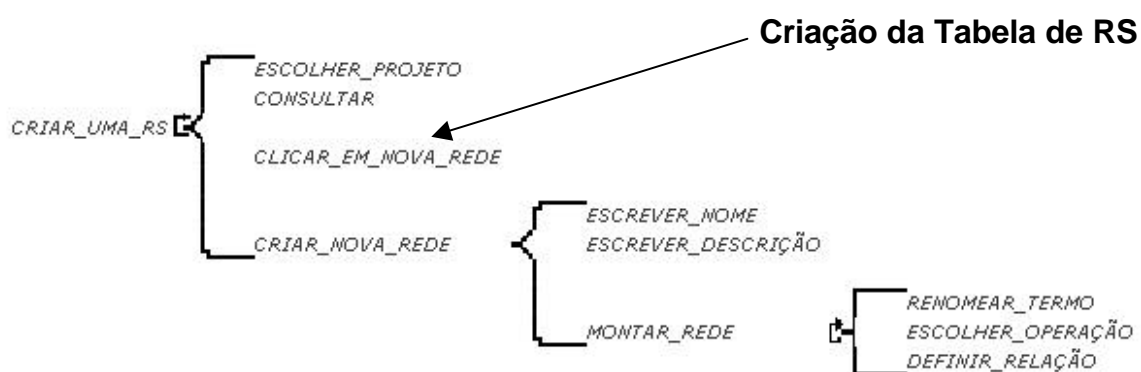 Criação da Tabela de RS
ESCOLHER_PROJETO
CONSULTAR
CRIAR_UMA_RS
CLICAR_EM_NOVA_REDE
CRIAR_NOVA_REDE
ESCREVER_NOME
ESCREVER_DESCRIÇÃO
MONTAR_REDE
RENOMEAR_TERMO
ESCOLHER_OPERAÇÃO
DEFINIR_RELAÇÃO